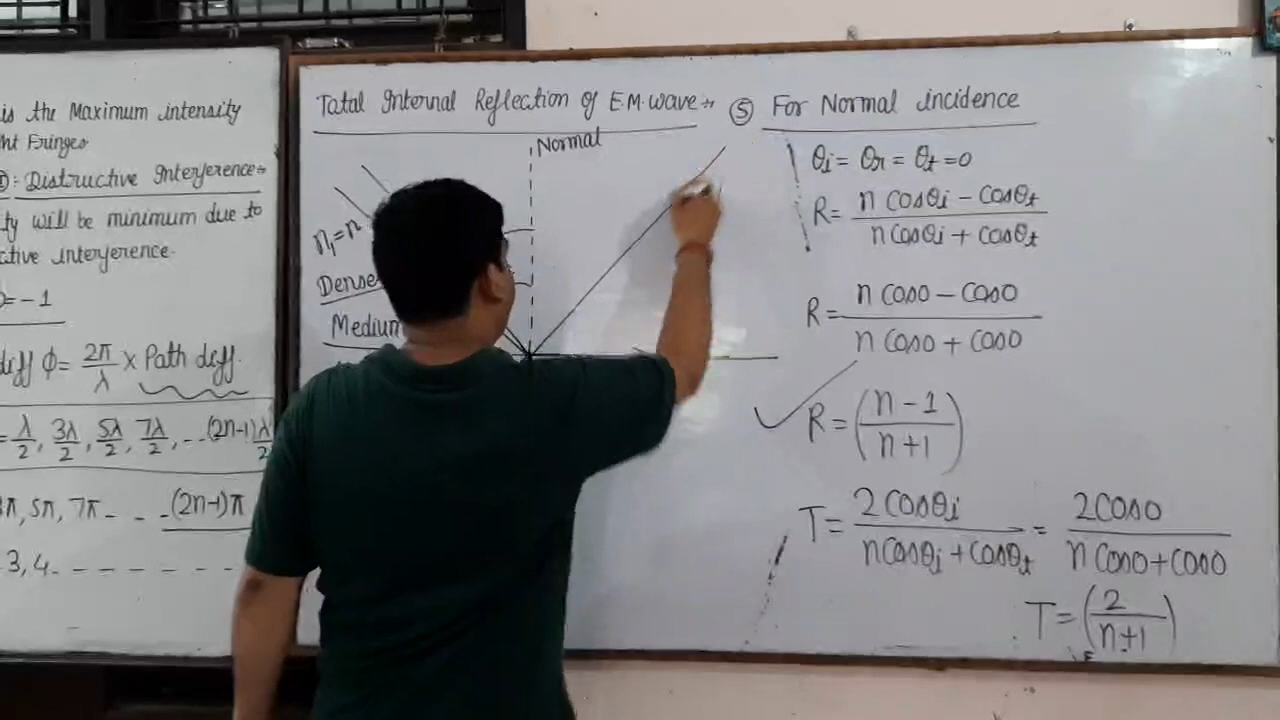 is the Maximum intensity
ht Fringes
: Distructive Interference
ty will be minimum due to
ctive interference.
= -1
diff Φ = 2π/λ × Path diff.
= λ/2, 3λ/2, 5λ/2, 7λ/2, .. (2n-1)λ/2
π, 5π, 7π - - - (2n-1)π
3, 4. - - - - - - -
Total Internal Reflection of E.M. wave
Normal
n₁ = n
Dense
Medium
⑤ For Normal incidence
θi = θr = θt = 0
R = n cosθi - cosθt / n cosθi + cosθt
R = n cos0 - cos0 / n cos0 + cos0
R = (n - 1 / n + 1)
T = 2 cosθi / n cosθi + cosθt = 2 cos0 / n cos0 + cos0
T = (2 / n+1)